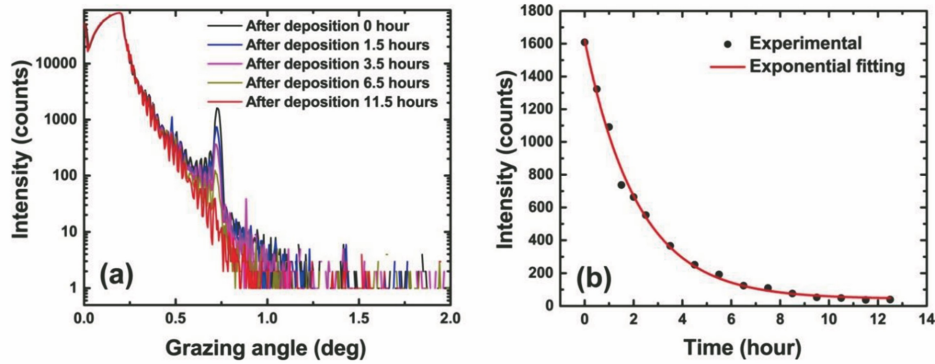 After deposition 0 hour
After deposition 1.5 hours
After deposition 3.5 hours
After deposition 6.5 hours
After deposition 11.5 hours
10000
1000
100
10
1
Intensity (counts)
(a)
0.0 0.5 1.0 1.5 2.0
Grazing angle (deg)
Experimental
Exponential fitting
1800
1600
1400
1200
1000
800
600
400
200
0
Intensity (counts)
(b)
0 2 4 6 8 10 12 14
Time (hour)